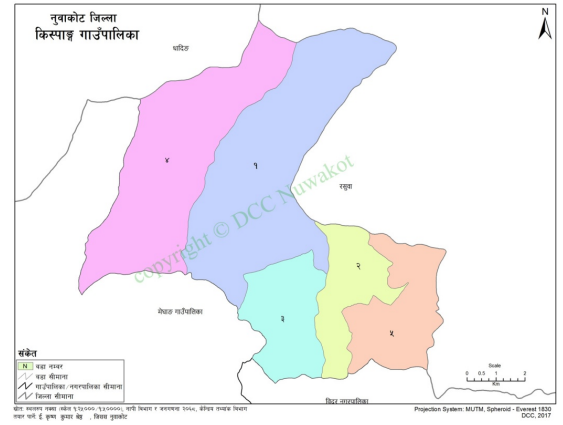 नुवाकोट जिल्ला
किस्पाङ्ग गाउँपालिका
N
धादिङ
४
१
रसुवा
copyright © DCC Nuwakot
२
मेघाङ गाउँपालिका
३
५
संकेत
N वडा नम्बर
वडा सीमाना
गाउँपालिका/नगरपालिका सीमाना
जिल्ला सीमाना
Scale
0 0.5 1 2
Km
बिदुर नगरपालिका
Projection System: MUTM, Spheroid - Everest 1830
DCC, 2017